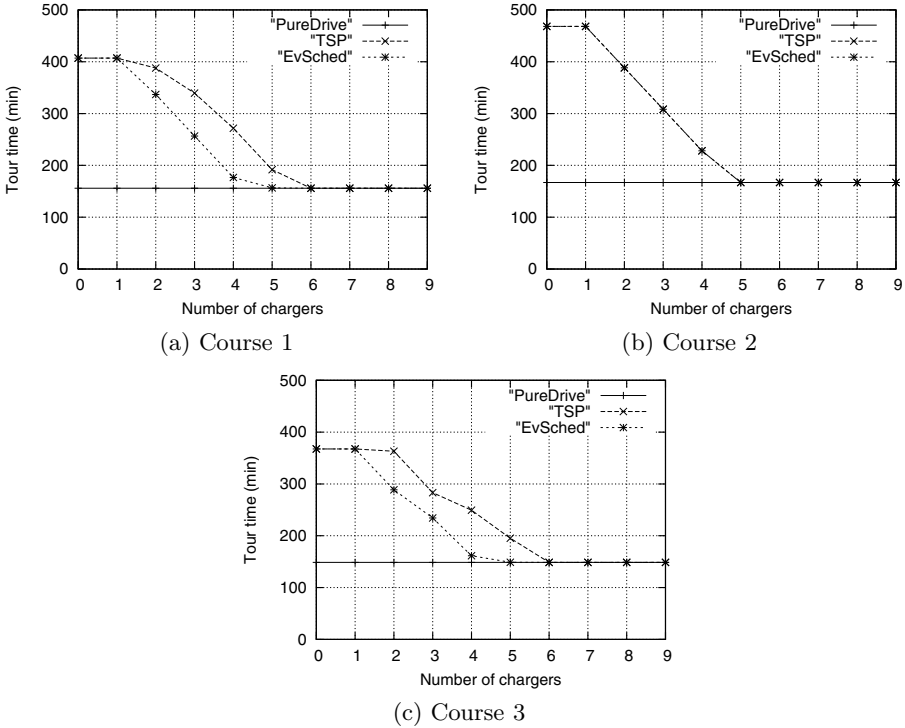 500
400
300
200
100
0
Tour time (min)
"PureDrive"
"TSP"
"EvSched"
0 1 2 3 4 5 6 7 8 9
Number of chargers
(a) Course 1
500
400
300
200
100
0
Tour time (min)
"PureDrive"
"TSP"
"EvSched"
0 1 2 3 4 5 6 7 8 9
Number of chargers
(b) Course 2
500
400
300
200
100
0
Tour time (min)
"PureDrive"
"TSP"
"EvSched"
0 1 2 3 4 5 6 7 8 9
Number of chargers
(c) Course 3